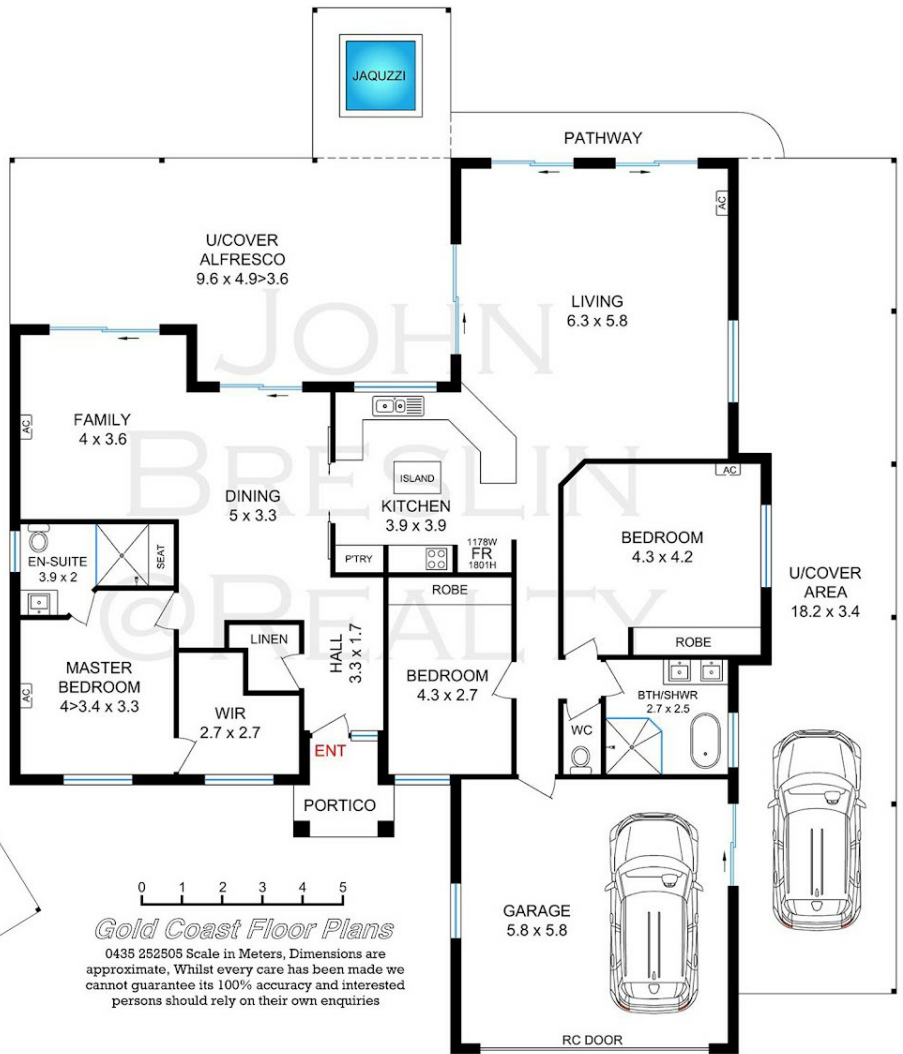 JAQUZZI
PATHWAY
AC
U/COVER
ALFRESCO
9.6 x 4.9>3.6
LIVING
6.3 x 5.8
JOHN
BRESLIN
@REALTY
AC
FAMILY
4 x 3.6
DINING
5 x 3.3
ISLAND
KITCHEN
3.9 x 3.9
AC
BEDROOM
4.3 x 4.2
EN-SUITE
3.9 x 2
SEAT
P'TRY
1178W
FR
1801H
ROBE
ROBE
U/COVER
AREA
18.2 x 3.4
LINEN
HALL
3.3 x 1.7
AC
MASTER
BEDROOM
4>3.4 x 3.3
WIR
2.7 x 2.7
BEDROOM
4.3 x 2.7
WC
BTH/SHWR
2.7 x 2.5
ENT
PORTICO
GARAGE
5.8 x 5.8
RC DOOR
0 1 2 3 4 5
Gold Coast Floor Plans
0435 252505 Scale in Meters, Dimensions are
approximate, Whilst every care has been made we
cannot guarantee its 100% accuracy and interested
persons should rely on their own enquiries